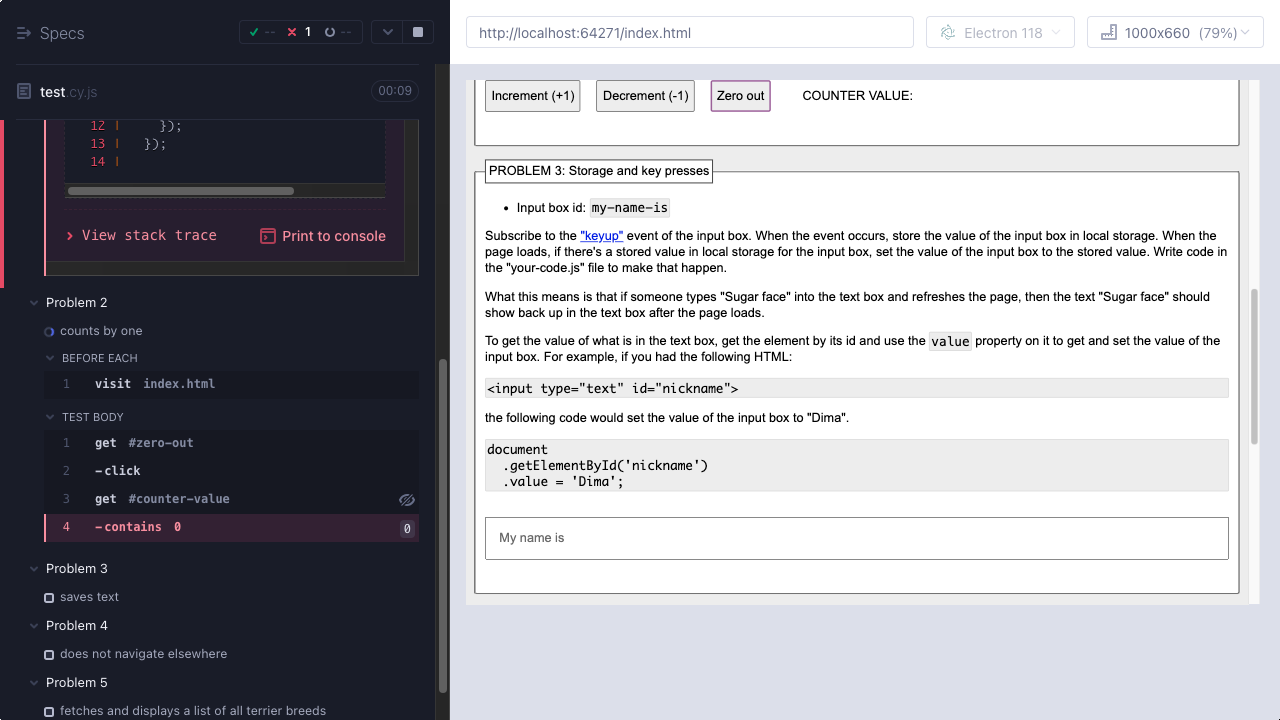 Specs
-- 1 --
test.cy.js 00:09
12 | });
13 | });
14 |
View stack trace Print to console
Problem 2
counts by one
BEFORE EACH
1 visit index.html
TEST BODY
1 get #zero-out
2 -click
3 get #counter-value
4 -contains 0 0
Problem 3
saves text
Problem 4
does not navigate elsewhere
Problem 5
fetches and displays a list of all terrier breeds
http://localhost:64271/index.html Electron 118 1000x660 (79%)
Increment (+1) Decrement (-1) Zero out COUNTER VALUE:
PROBLEM 3: Storage and key presses
• Input box id: my-name-is
Subscribe to the "keyup" event of the input box. When the event occurs, store the value of the input box in local storage. When the
page loads, if there's a stored value in local storage for the input box, set the value of the input box to the stored value. Write code in
the "your-code.js" file to make that happen.
What this means is that if someone types "Sugar face" into the text box and refreshes the page, then the text "Sugar face" should
show back up in the text box after the page loads.
To get the value of what is in the text box, get the element by its id and use the value property on it to get and set the value of the
input box. For example, if you had the following HTML:
<input type="text" id="nickname">
the following code would set the value of the input box to "Dima".
document
.getElementById('nickname')
.value = 'Dima';
My name is